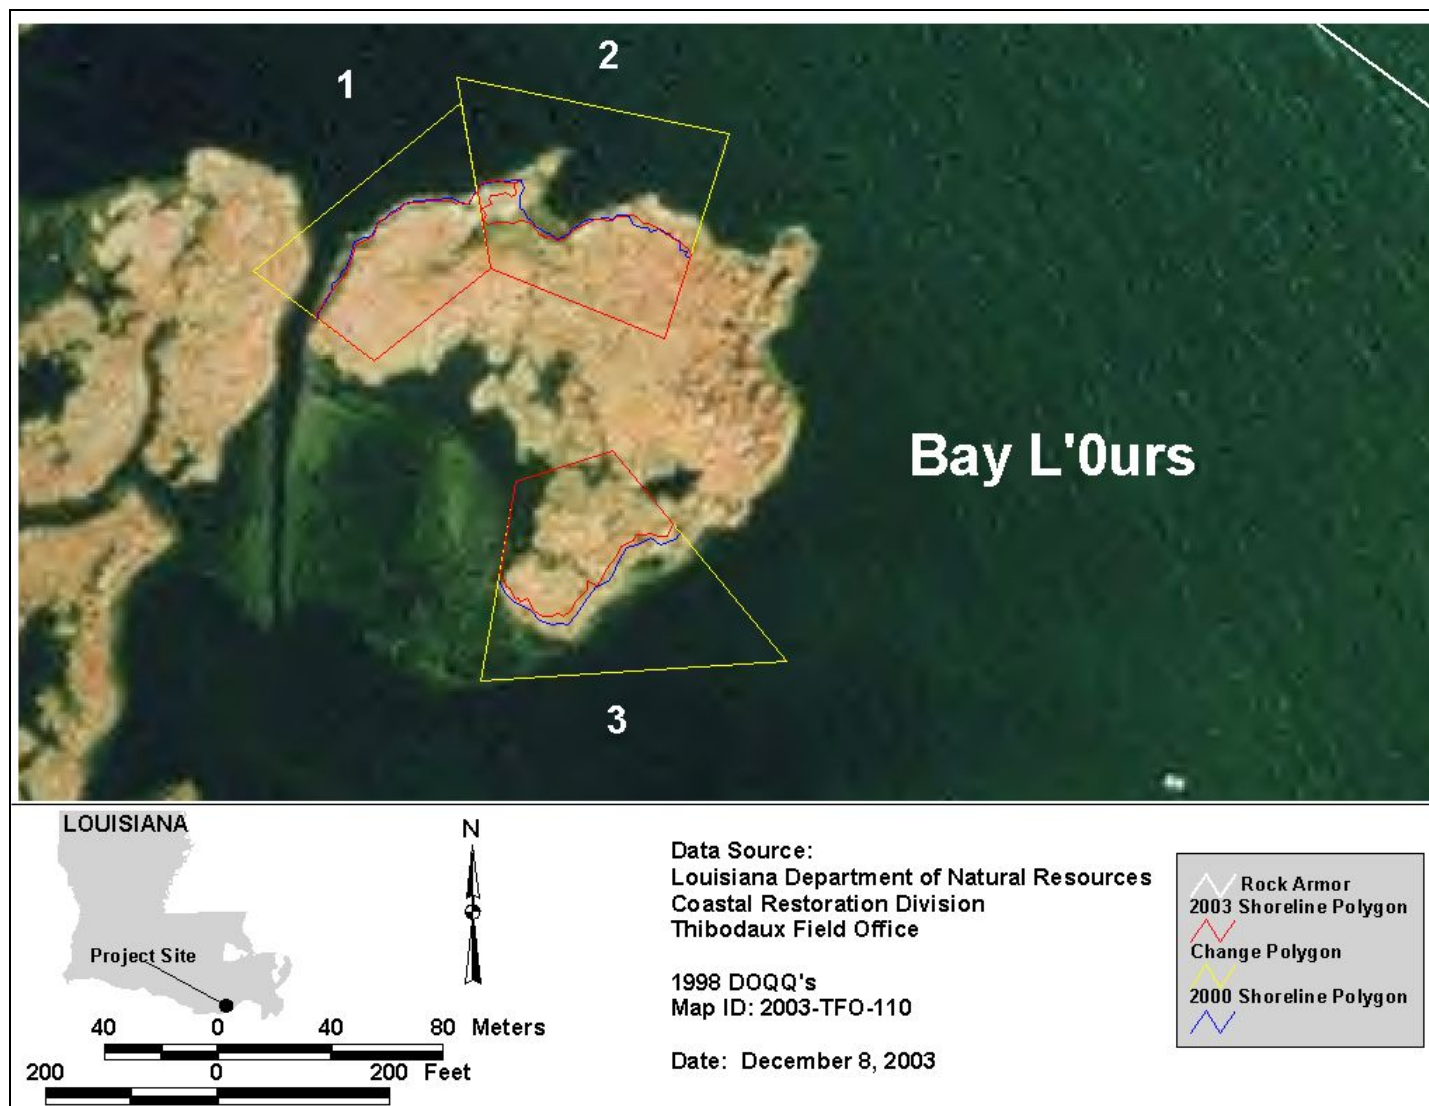 1
2
Bay L'0urs
3
LOUISIANA
Project Site
N
40 0 40 80 Meters
200 0 200 Feet
Data Source:
Louisiana Department of Natural Resources
Coastal Restoration Division
Thibodaux Field Office
1998 DOQQ's
Map ID: 2003-TFO-110
Date: December 8, 2003
Rock Armor
2003 Shoreline Polygon
Change Polygon
2000 Shoreline Polygon